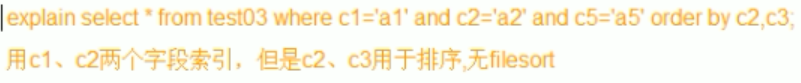 explain select * from test03 where c1='a1' and c2='a2' and c5='a5' order by c2,c3;
用c1、c2两个字段索引，但是c2、c3用于排序,无filesort